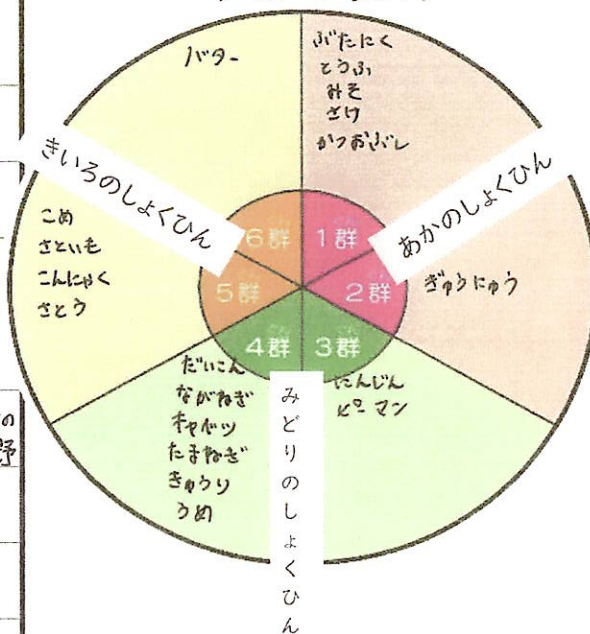 バター
ぶたにく
とうふ
みそ
さけ
かつおぶし
きいろのしょくひん
あかのしょくひん
6群
1群
こめ
さといも
こんにゃく
さとう
5群
2群
ぎゅうにゅう
4群
3群
だいこん
ながねぎ
キャベツ
たまねぎ
きゅうり
うめ
にんじん
ピーマン
みどりのしょくひん
の
野